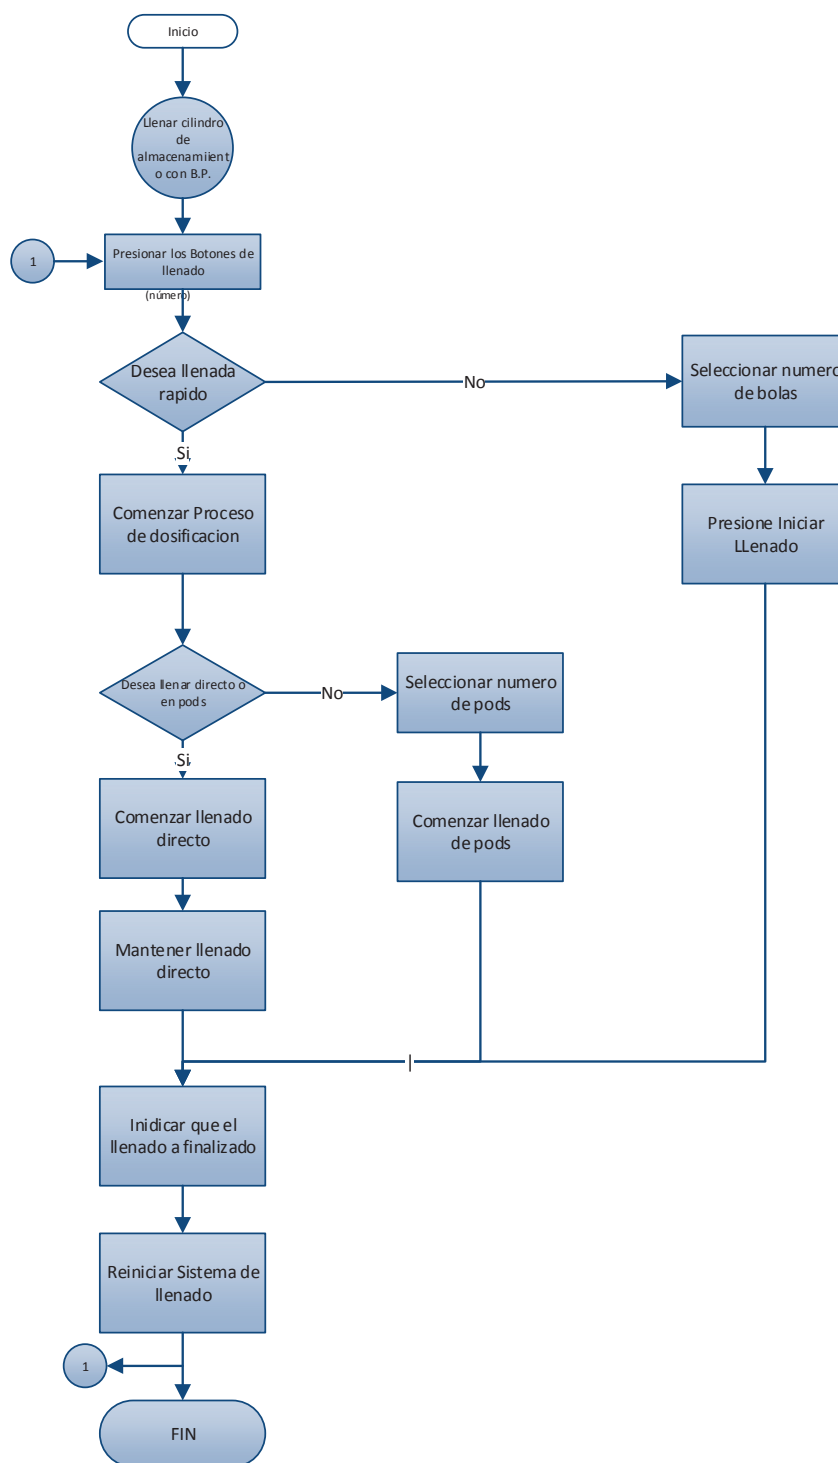 Inicio
Llenar cilindro
de
almacenamiient
o con B.P.
1
Presionar los Botones de
llenado
(número)
Desea llenada
rapido
No
Seleccionar numero
de bolas
Si
Comenzar Proceso
de dosificacion
Presione Iniciar
LLenado
Desea llenar directo o
en pods
No
Seleccionar numero
de pods
Si
Comenzar llenado
directo
Comenzar llenado
de pods
Mantener llenado
directo
Inidicar que el
llenado a finalizado
Reiniciar Sistema de
llenado
1
FIN